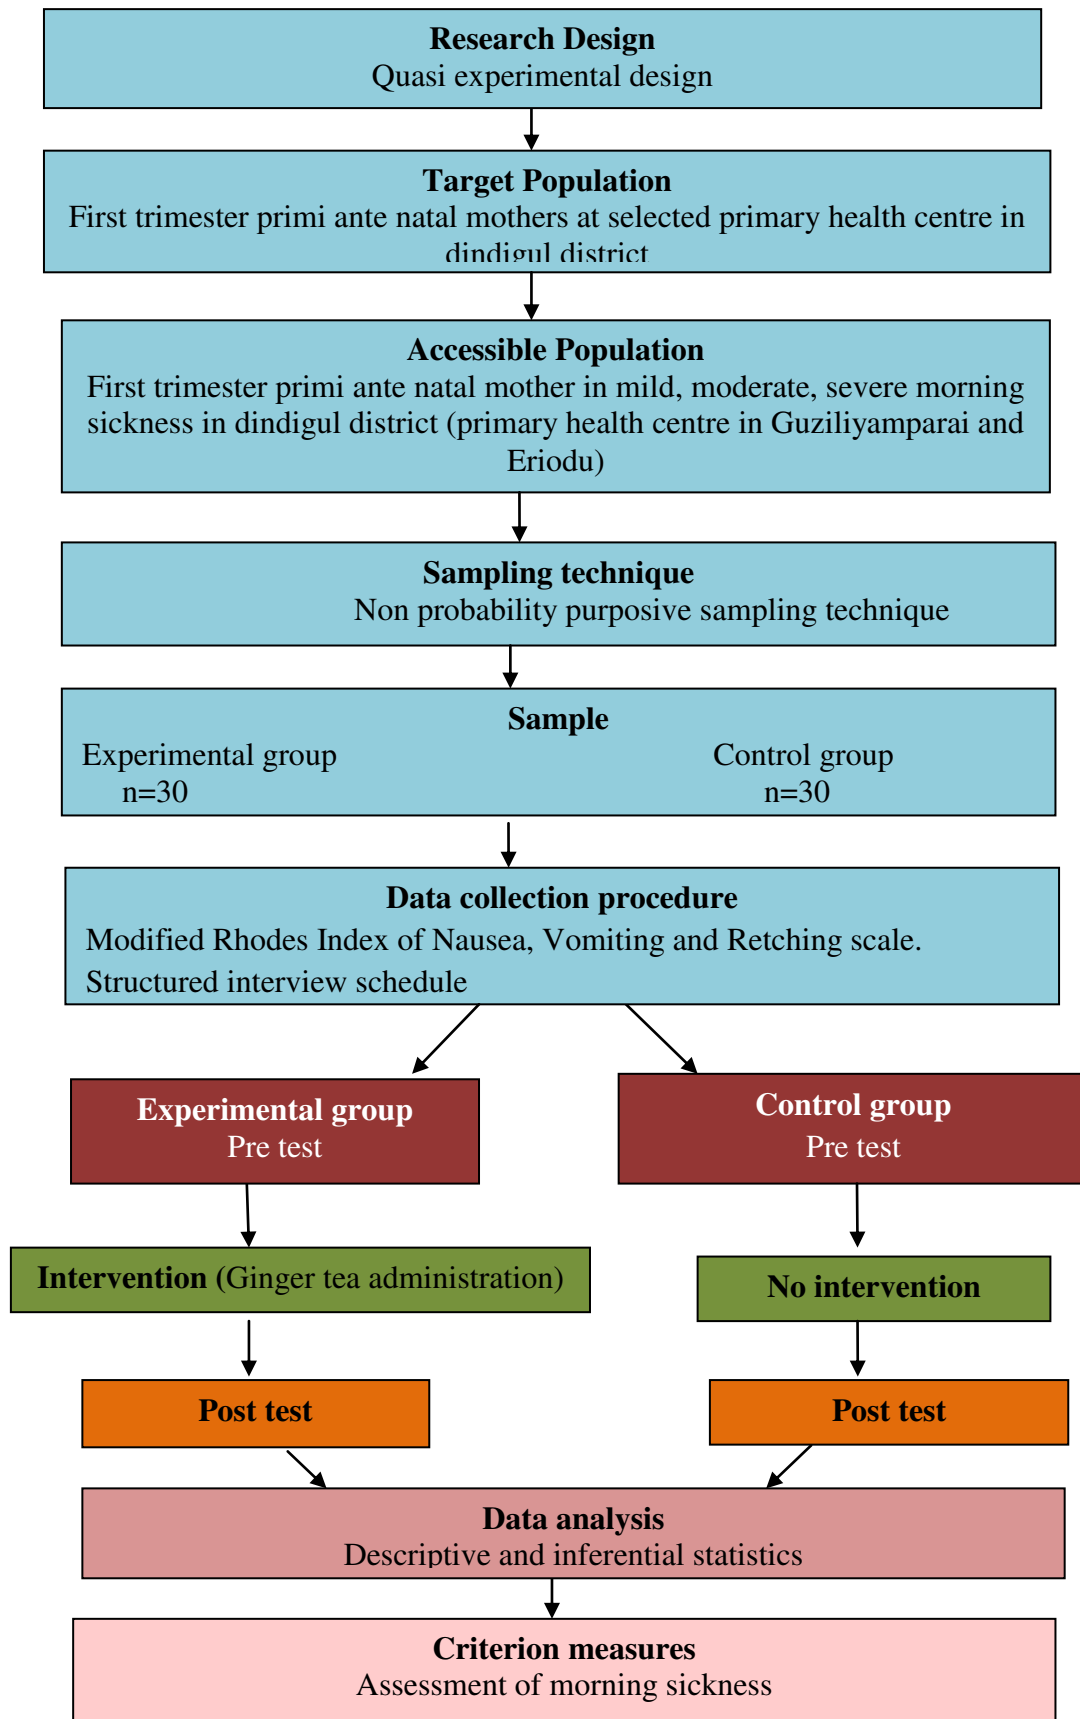 Research Design
Quasi experimental design
Target Population
First trimester primi ante natal mothers at selected primary health centre in
dindigul district
Accessible Population
First trimester primi ante natal mother in mild, moderate, severe morning
sickness in dindigul district (primary health centre in Guziliyamparai and
Eriodu)
Sampling technique
Non probability purposive sampling technique
Sample
Experimental group Control group
n=30 n=30
Data collection procedure
Modified Rhodes Index of Nausea, Vomiting and Retching scale.
Structured interview schedule
Experimental group
Pre test
Control group
Pre test
Intervention (Ginger tea administration)
No intervention
Post test
Post test
Data analysis
Descriptive and inferential statistics
Criterion measures
Assessment of morning sickness